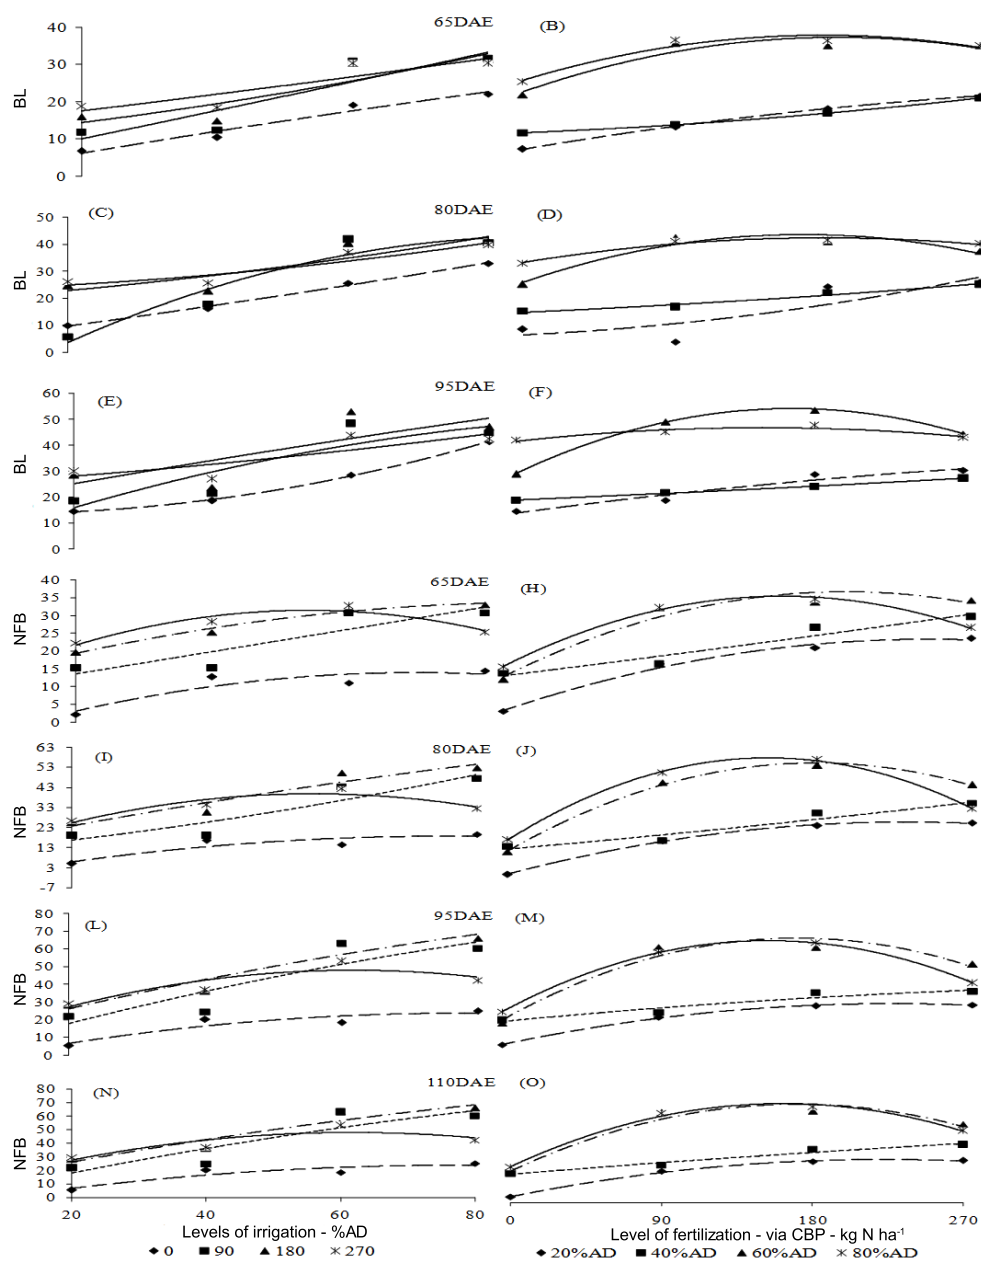 65DAE
(B)
BL
40
30
20
10
0
(C)
80DAE
(D)
BL
50
40
30
20
10
0
95DAE
(E)
(F)
BL
60
50
40
30
20
10
0
65DAE
(H)
NFB
40
35
30
25
20
15
10
5
0
(I)
80DAE
(J)
NFB
63
53
43
33
23
13
3
-7
95DAE
(L)
(M)
NFB
80
70
60
50
40
30
20
10
0
110DAE
(N)
(O)
NFB
80
70
60
50
40
30
20
10
0
20 40 60 80
0 90 180 270
Levels of irrigation - %AD
Level of fertilization - via CBP - kg N ha⁻¹
0 90 180 270
20%AD 40%AD 60%AD 80%AD